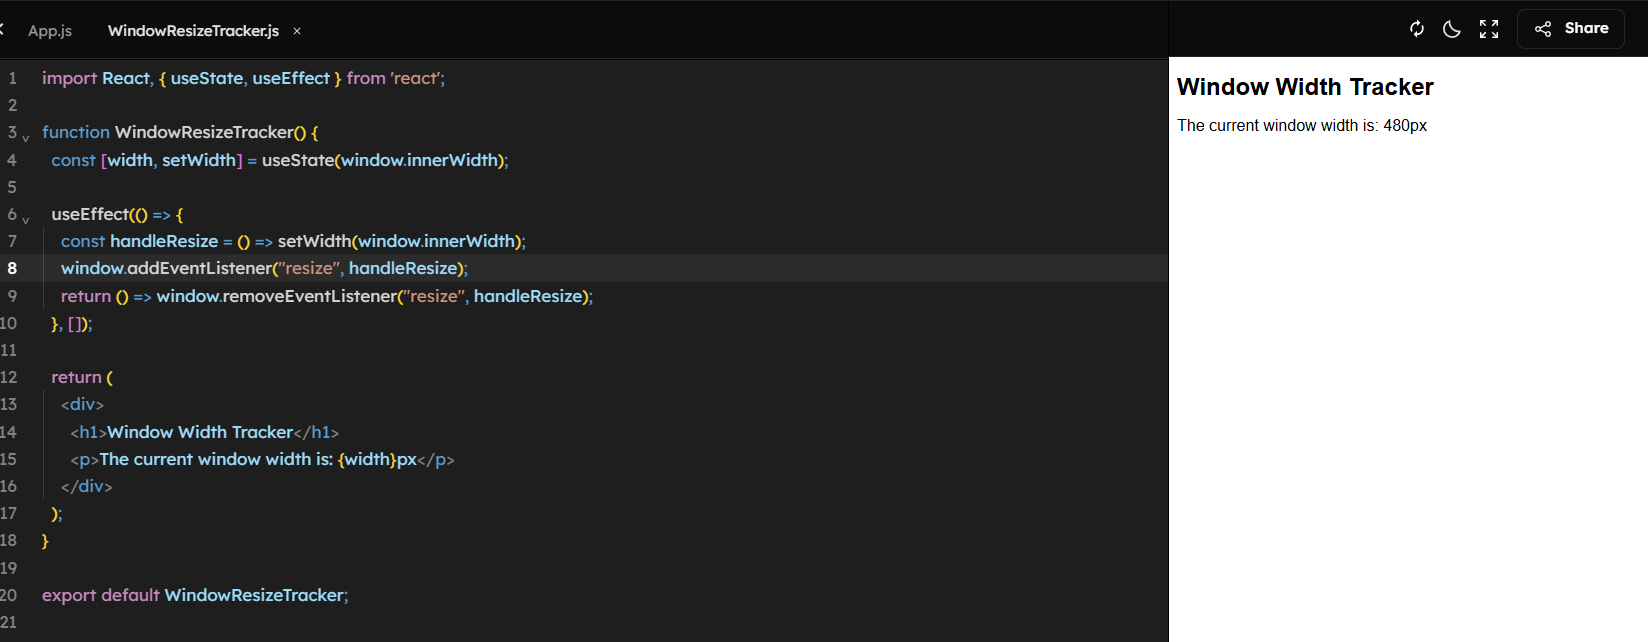 App.js
WindowResizeTracker.js ×
Share
1 import React, { useState, useEffect } from 'react';
2
3 function WindowResizeTracker() {
4 const [width, setWidth] = useState(window.innerWidth);
5
6 useEffect(() => {
7 const handleResize = () => setWidth(window.innerWidth);
8 window.addEventListener("resize", handleResize);
9 return () => window.removeEventListener("resize", handleResize);
10 }, []);
11
12 return (
13 <div>
14 <h1>Window Width Tracker</h1>
15 <p>The current window width is: {width}px</p>
16 </div>
17 );
18 }
19
20 export default WindowResizeTracker;
21
Window Width Tracker
The current window width is: 480px